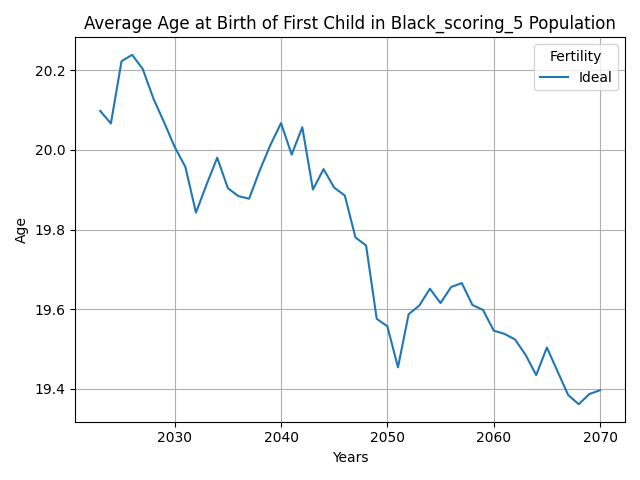 Average Age at Birth of First Child in Black_scoring_5 Population
Fertility
Ideal
20.2
20.0
19.8
19.6
19.4
Age
2030 2040 2050 2060 2070
Years